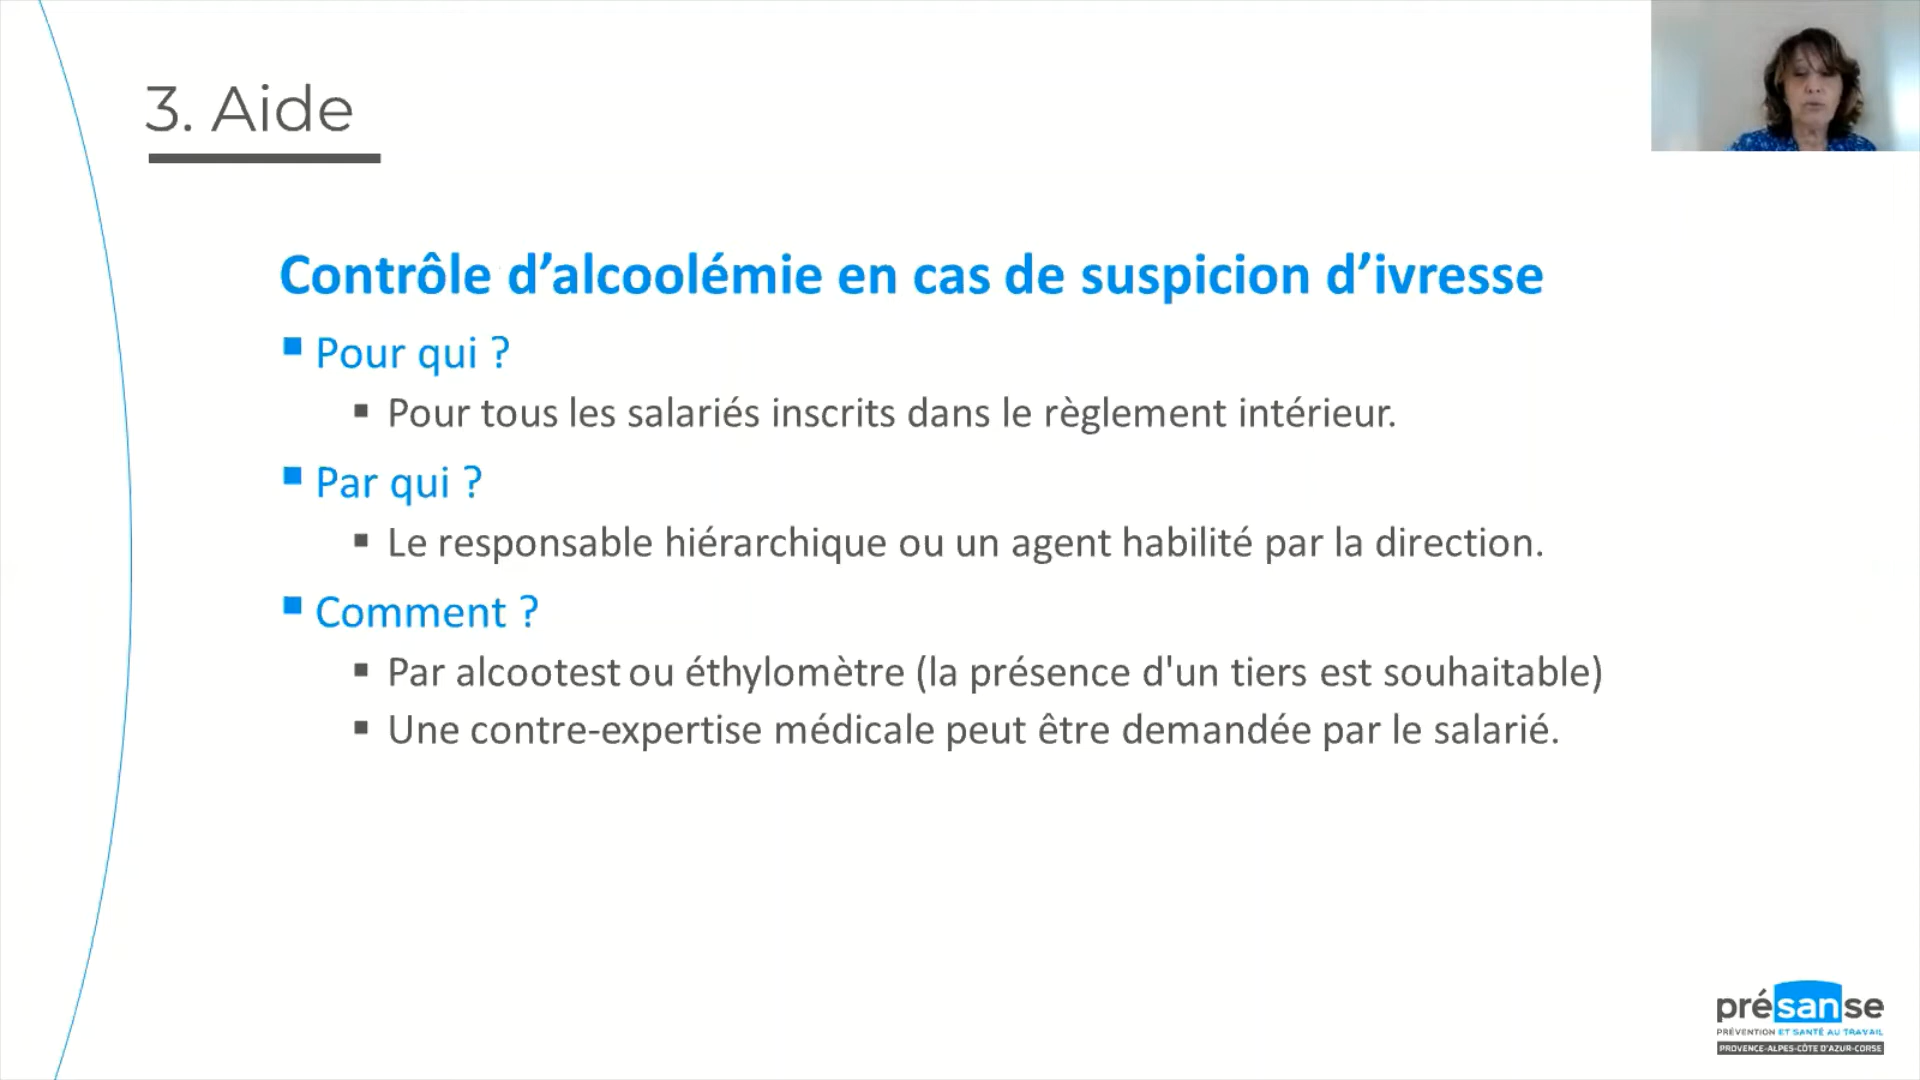 3. Aide
Contrôle d’alcoolémie en cas de suspicion d’ivresse
Pour qui ?
Pour tous les salariés inscrits dans le règlement intérieur.
Par qui ?
Le responsable hiérarchique ou un agent habilité par la direction.
Comment ?
Par alcootest ou éthylomètre (la présence d'un tiers est souhaitable)
Une contre-expertise médicale peut être demandée par le salarié.
présanse
PRÉVENTION ET SANTÉ AU TRAVAIL
PROVENCE-ALPES-CÔTE D'AZUR-CORSE